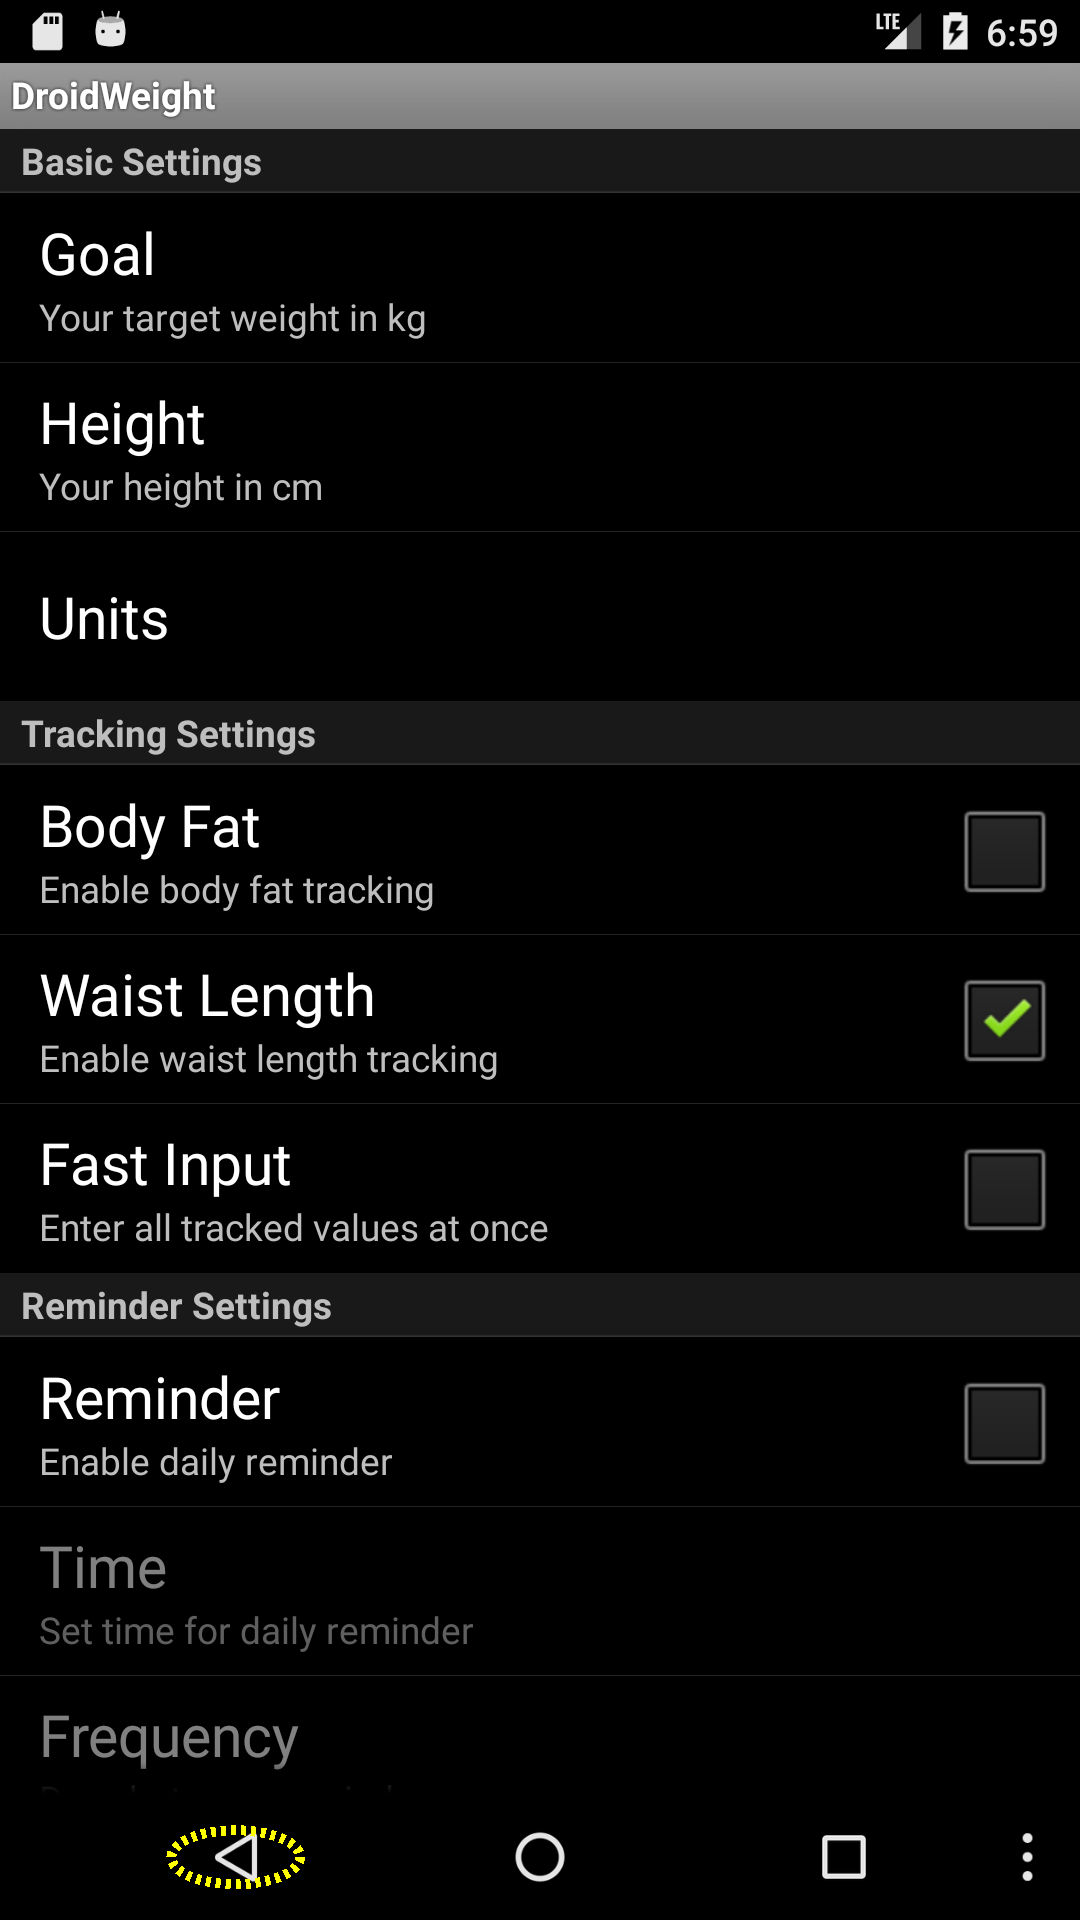 LTE 6:59
DroidWeight
Basic Settings
Goal
Your target weight in kg
Height
Your height in cm
Units
Tracking Settings
Body Fat
Enable body fat tracking
Waist Length
Enable waist length tracking
Fast Input
Enter all tracked values at once
Reminder Settings
Reminder
Enable daily reminder
Time
Set time for daily reminder
Frequency